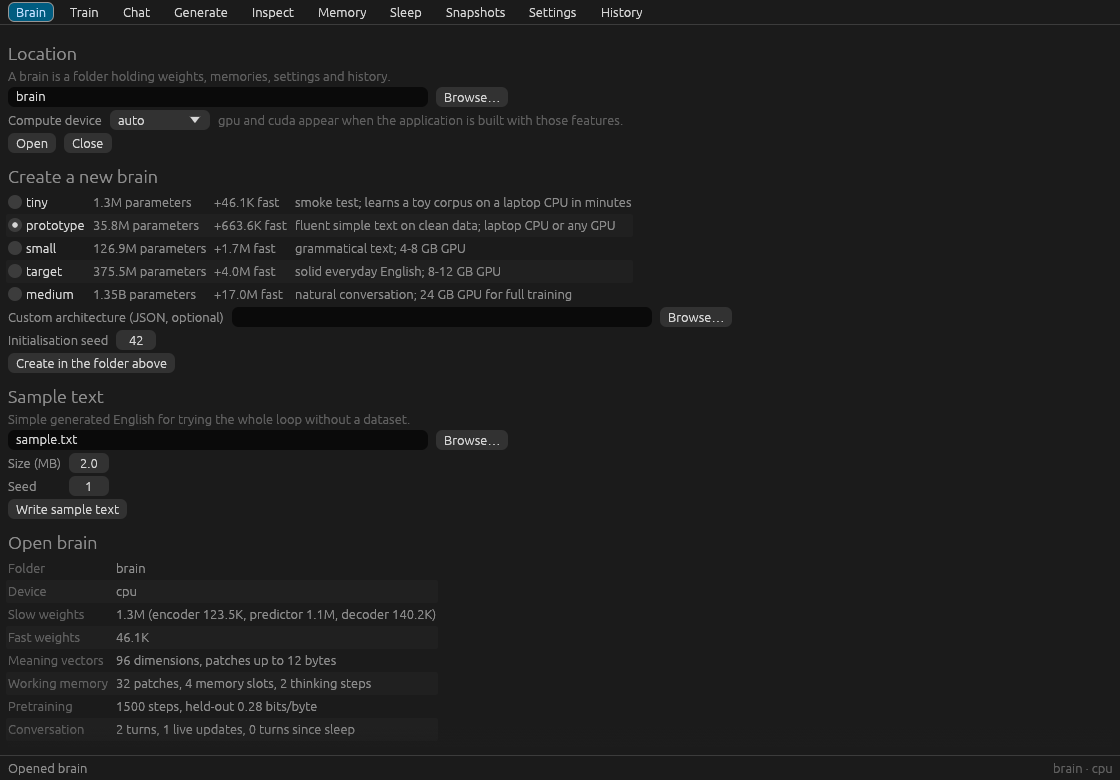 Brain Train Chat Generate Inspect Memory Sleep Snapshots Settings History
Location
A brain is a folder holding weights, memories, settings and history.
brain Browse...
Compute device auto gpu and cuda appear when the application is built with those features.
Open Close
Create a new brain
tiny 1.3M parameters +46.1K fast smoke test; learns a toy corpus on a laptop CPU in minutes
prototype 35.8M parameters +663.6K fast fluent simple text on clean data; laptop CPU or any GPU
small 126.9M parameters +1.7M fast grammatical text; 4-8 GB GPU
target 375.5M parameters +4.0M fast solid everyday English; 8-12 GB GPU
medium 1.35B parameters +17.0M fast natural conversation; 24 GB GPU for full training
Custom architecture (JSON, optional) Browse...
Initialisation seed 42
Create in the folder above
Sample text
Simple generated English for trying the whole loop without a dataset.
sample.txt Browse...
Size (MB) 2.0
Seed 1
Write sample text
Open brain
Folder brain
Device cpu
Slow weights 1.3M (encoder 123.5K, predictor 1.1M, decoder 140.2K)
Fast weights 46.1K
Meaning vectors 96 dimensions, patches up to 12 bytes
Working memory 32 patches, 4 memory slots, 2 thinking steps
Pretraining 1500 steps, held-out 0.28 bits/byte
Conversation 2 turns, 1 live updates, 0 turns since sleep
Opened brain brain · cpu